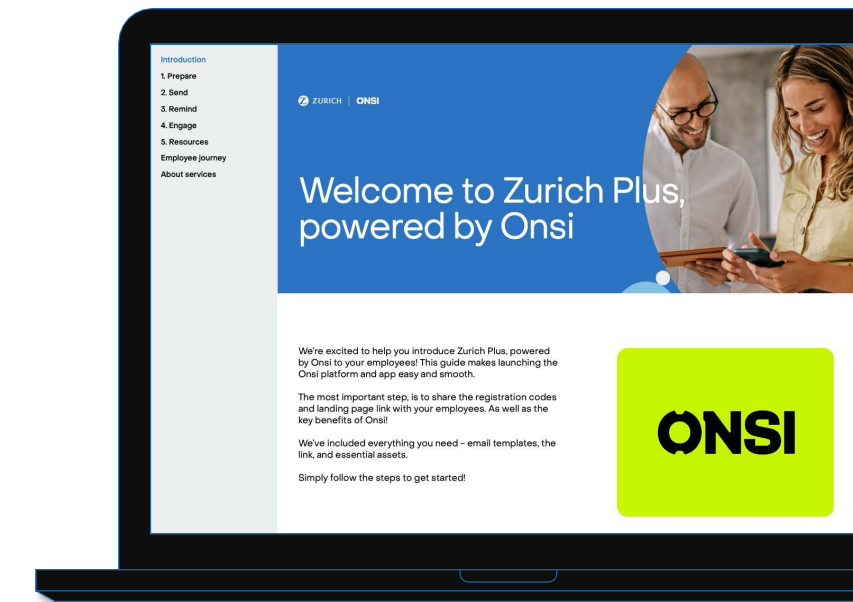 Introduction
1. Prepare
2. Send
3. Remind
4. Engage
5. Resources
Employee journey
About services
ZURICH | ONSI
Welcome to Zurich Plus,
powered by Onsi
We're excited to help you introduce Zurich Plus, powered
by Onsi to your employees! This guide makes launching the
Onsi platform and app easy and smooth.
The most important step, is to share the registration codes
and landing page link with your employees. As well as the
key benefits of Onsi!
We've included everything you need – email templates, the
link, and essential assets.
Simply follow the steps to get started!
ONSI